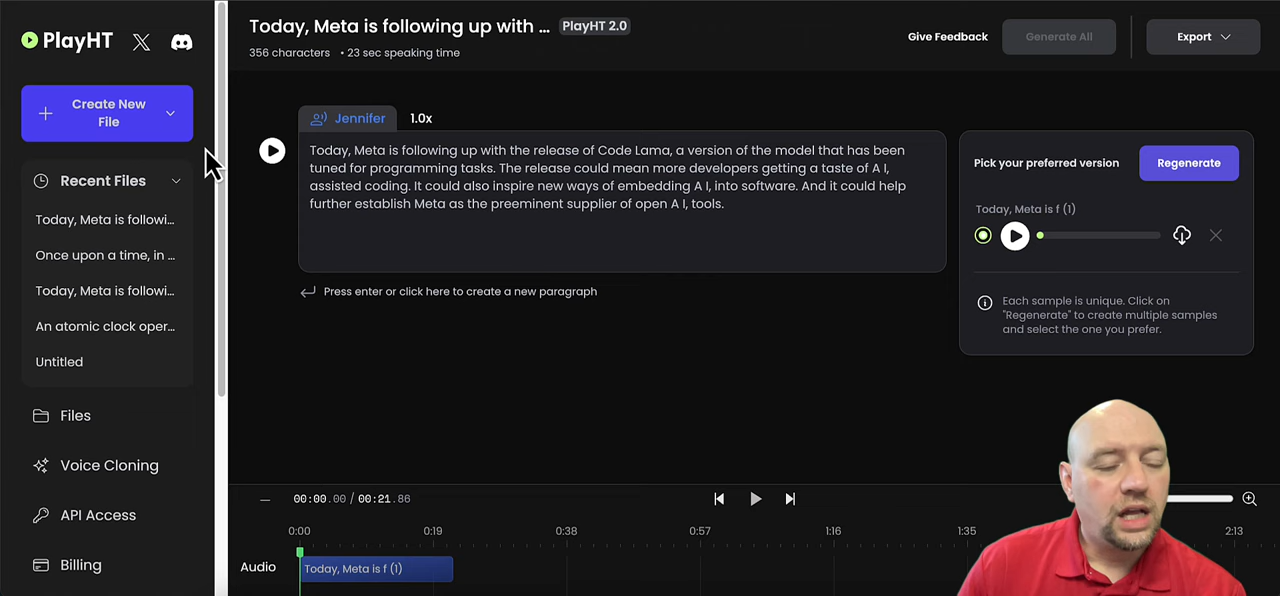 PlayHT
Create New
File
Recent Files
Today, Meta is followi...
Once upon a time, in ...
Today, Meta is followi...
An atomic clock oper...
Untitled
Files
Voice Cloning
API Access
Billing
Today, Meta is following up with ... PlayHT 2.0
356 characters • 23 sec speaking time
Give Feedback
Generate All
Export
Jennifer 1.0x
Today, Meta is following up with the release of Code Lama, a version of the model that has been
tuned for programming tasks. The release could mean more developers getting a taste of A I,
assisted coding. It could also inspire new ways of embedding A I, into software. And it could help
further establish Meta as the preeminent supplier of open A I, tools.
Press enter or click here to create a new paragraph
Pick your preferred version Regenerate
Today, Meta is f (1)
Each sample is unique. Click on
"Regenerate" to create multiple samples
and select the one you prefer.
00:00.00 / 00:21.86
0:00 0:19 0:38 0:57 1:16 1:35 2:13
Audio Today, Meta is f (1)